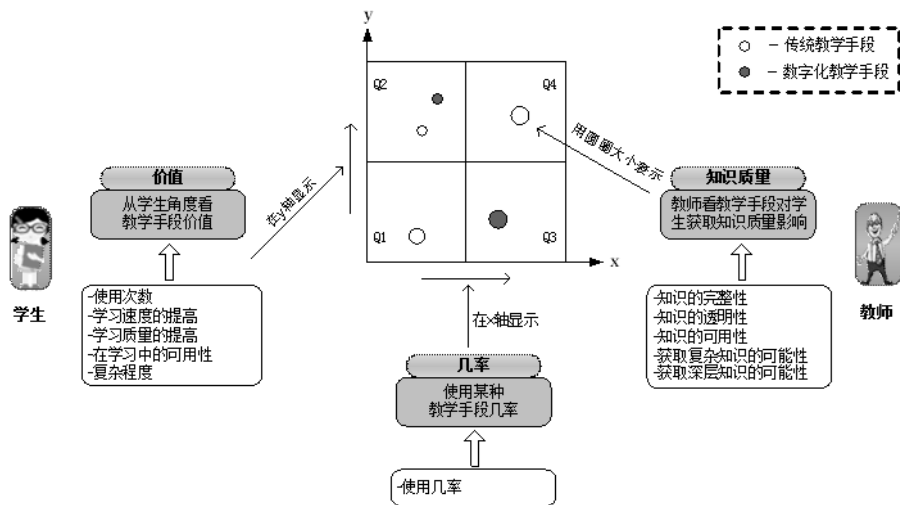 y
○ - 传统教学手段
● - 数字化教学手段
Q2
Q4
用圆圈大小表示
在y轴显示
价值
从学生角度看
教学手段价值
知识质量
教师看教学手段对学
生获取知识质量影响
Q1
Q3
x
学生
教师
-使用次数
-学习速度的提高
-学习质量的提高
-在学习中的可用性
-复杂程度
在x轴显示
-知识的完整性
-知识的透明性
-知识的可用性
-获取复杂知识的可能性
-获取深层知识的可能性
几率
使用某种
教学手段几率
-使用几率